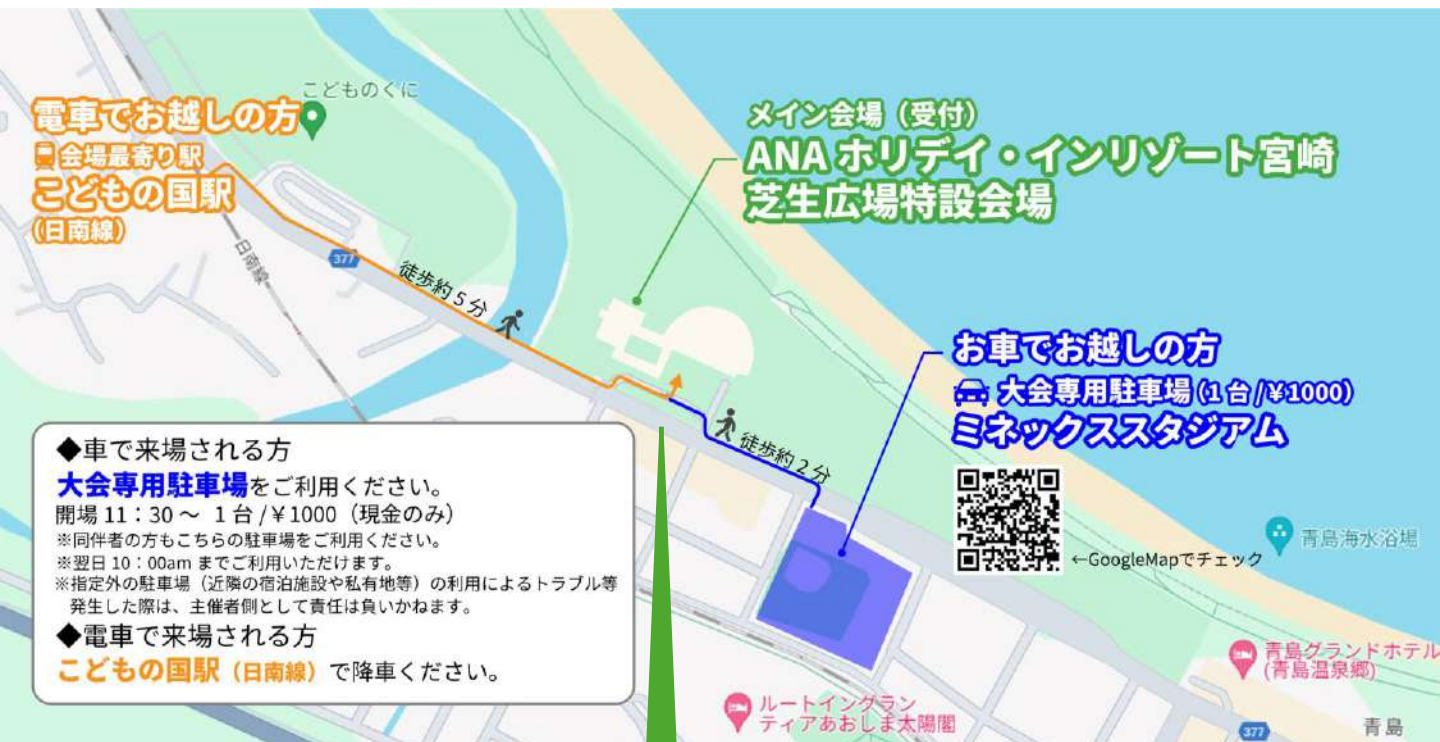 こどものくに
電車でお越しの方
会場最寄り駅
こどもの国駅
(日南線)
日南線
377
徒歩約5分
メイン会場（受付）
ANAホリデイ・インリゾート宮崎
芝生広場特設会場
お車でお越しの方
大会専用駐車場(1台/¥1000)
ミネックススタジアム
徒歩約2分
←GoogleMapでチェック
青島海水浴場
◆車で来場される方
大会専用駐車場をご利用ください。
開場11：30～ 1台/¥1000（現金のみ）
※同伴者の方もこちらの駐車場をご利用ください。
※翌日10：00amまでご利用いただけます。
※指定外の駐車場（近隣の宿泊施設や私有地等）の利用によるトラブル等
発生した際は、主催者側として責任は負いかねます。
◆電車で来場される方
こどもの国駅（日南線）で降車ください。
青島グランドホテル
(青島温泉郷)
ルートイングラン
ティアあおしま太陽閣
377
青島